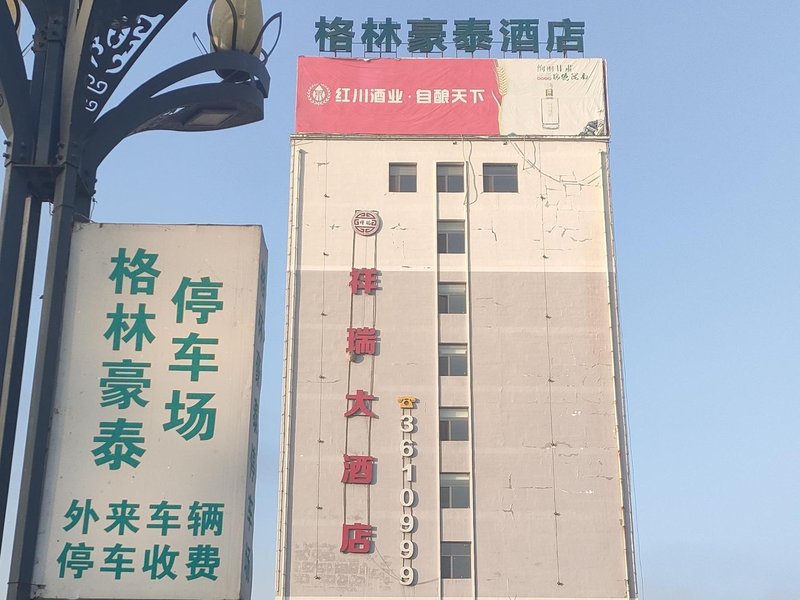 格林豪泰酒店
红川酒业·自酿天下
祥瑞大酒店
3610999
格林豪泰
停车场
外来车辆
停车收费